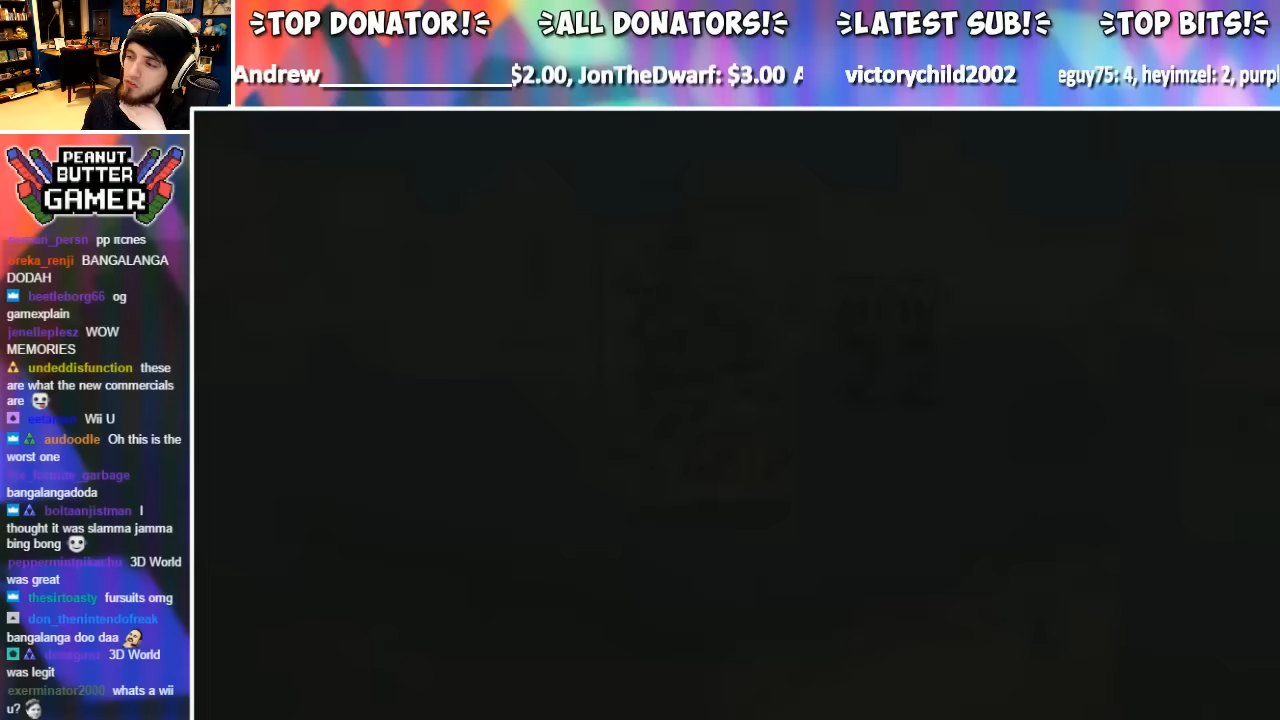 TOP DONATOR! ALL DONATORS! LATEST SUB! TOP BITS!
Andrew_______________$2.00, JonTheDwarf: $3.00 A victorychild2002 eguy75: 4, heyimzel: 2, purpl
PEANUT
BUTTER
GAMER
pp itches
oreka_renji BANGALANGA
DODAH
beetleborg66 og
gamexplain
jenelleplesz WOW
MEMORIES
undeddisfunction these
are what the new commercials
are
Wii U
audoodle Oh this is the
worst one
bangalangadoda
boltaanjistman I
thought it was slamma jamma
bing bong
peppermintpikachu 3D World
was great
thesirtoasty fursuits omg
don_thenintendofreak
bangalanga doo daa
3D World
was legit
exerminator2000 whats a wii
u?